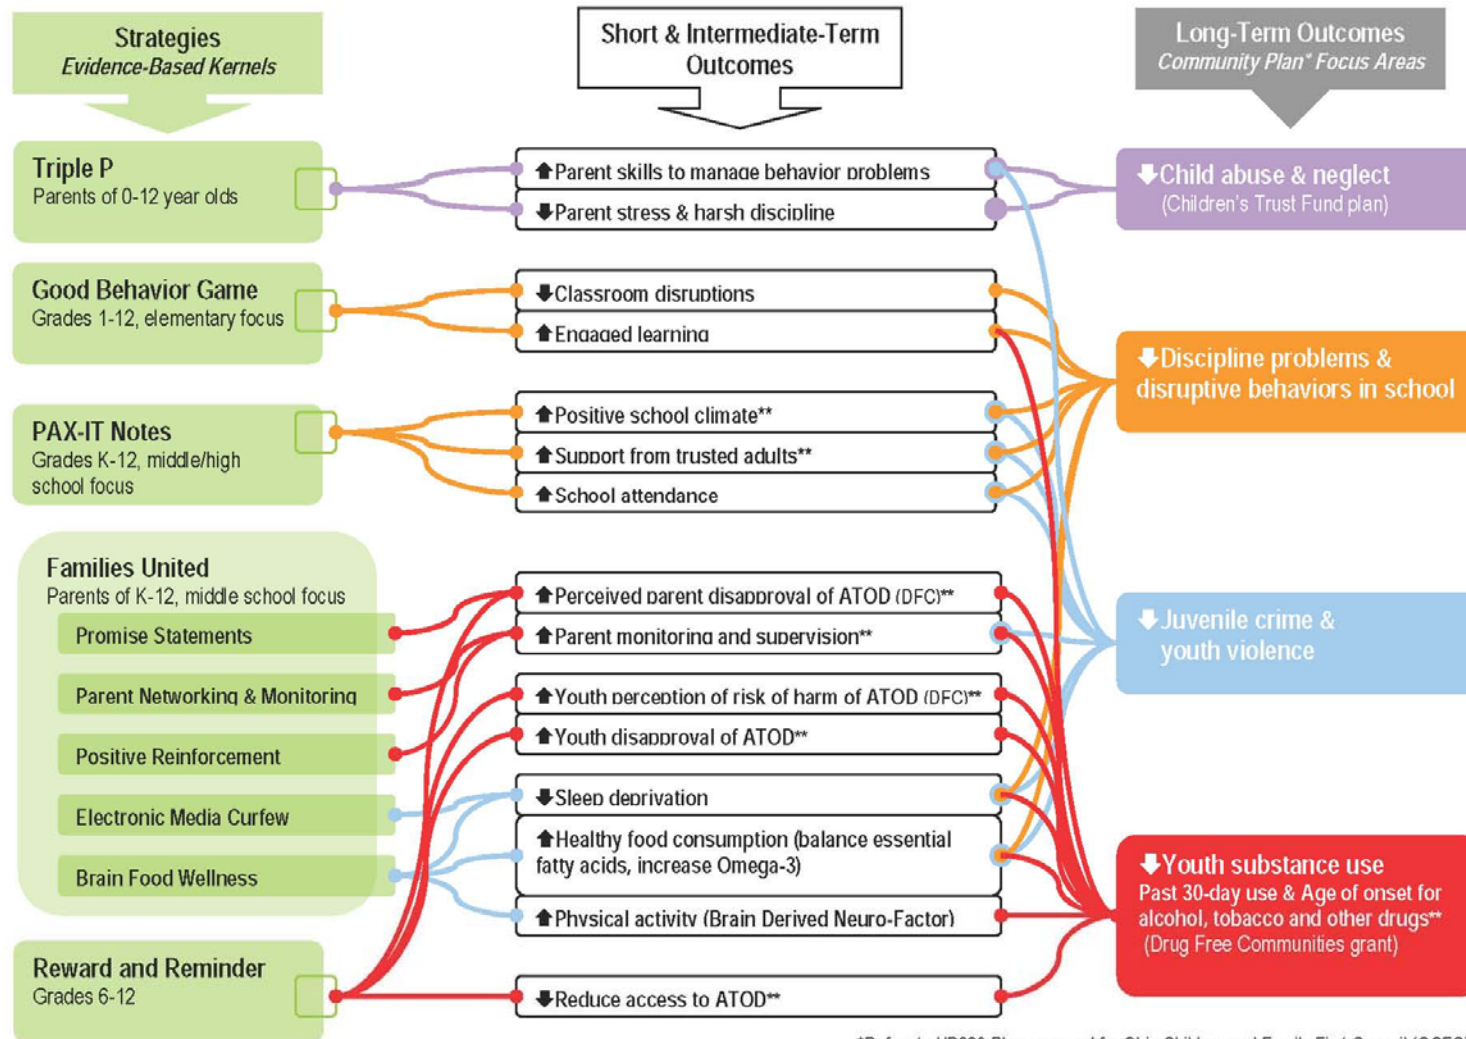 Strategies
Evidence-Based Kernels
Short & Intermediate-Term
Outcomes
Long-Term Outcomes
Community Plan* Focus Areas
Triple P
Parents of 0-12 year olds
Good Behavior Game
Grades 1-12, elementary focus
PAX-IT Notes
Grades K-12, middle/high
school focus
Families United
Parents of K-12, middle school focus
Promise Statements
Parent Networking & Monitoring
Positive Reinforcement
Electronic Media Curfew
Brain Food Wellness
Reward and Reminder
Grades 6-12
⬆Parent skills to manage behavior problems
⬇Parent stress & harsh discipline
⬇Classroom disruptions
⬆Engaged learning
⬆Positive school climate**
⬆Support from trusted adults**
⬆School attendance
⬆Perceived parent disapproval of ATOD (DFC)**
⬆Parent monitoring and supervision**
⬆Youth perception of risk of harm of ATOD (DFC)**
⬆Youth disapproval of ATOD**
⬇Sleep deprivation
⬆Healthy food consumption (balance essential
fatty acids, increase Omega-3)
⬆Physical activity (Brain Derived Neuro-Factor)
⬇Reduce access to ATOD**
⬇Child abuse & neglect
(Children's Trust Fund plan)
⬇Discipline problems &
disruptive behaviors in school
⬇Juvenile crime &
youth violence
⬇Youth substance use
Past 30-day use & Age of onset for
alcohol, tobacco and other drugs**
(Drug Free Communities grant)